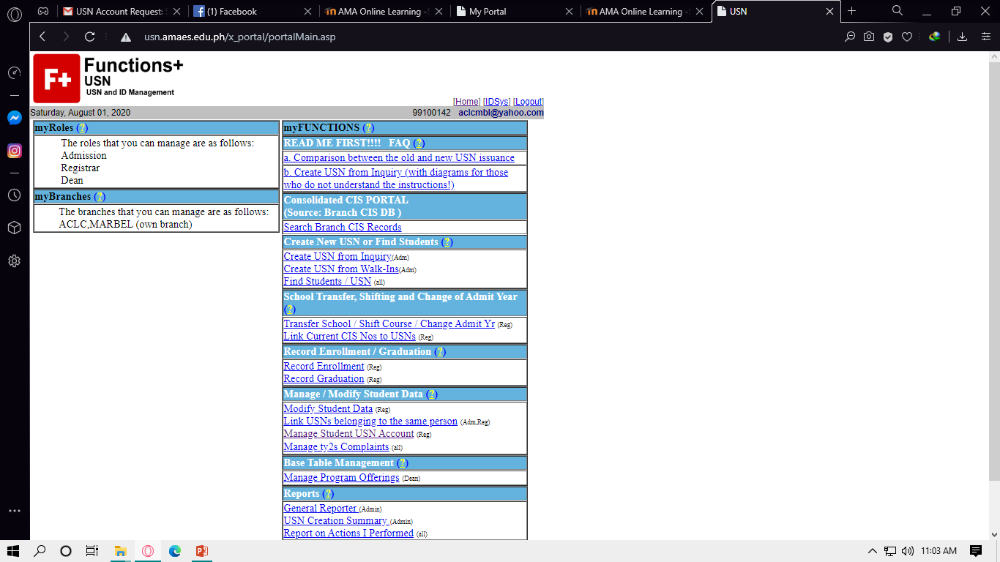 USN Account Request:
(1) Facebook
AMA Online Learning -
My Portal
AMA Online Learning -
USN
usn.amaes.edu.ph/x_portal/portalMain.asp
F+
Functions+
USN
USN and ID Management
[Home] [IDSys] [Logout]
Saturday, August 01, 2020
99100142 aclcmbl@yahoo.com
myRoles (?)
The roles that you can manage are as follows:
Admission
Registrar
Dean
myBranches (?)
The branches that you can manage are as follows:
ACLC,MARBEL (own branch)
myFUNCTIONS (?)
READ ME FIRST!!!! FAQ (?)
a. Comparison between the old and new USN issuance
b. Create USN from Inquiry (with diagrams for those
who do not understand the instructions!)
Consolidated CIS PORTAL
(Source: Branch CIS DB )
Search Branch CIS Records
Create New USN or Find Students (?)
Create USN from Inquiry(Adm)
Create USN from Walk-Ins(Adm)
Find Students / USN (all)
School Transfer, Shifting and Change of Admit Year
(?)
Transfer School / Shift Course / Change Admit Yr (Reg)
Link Current CIS Nos to USNs (Reg)
Record Enrollment / Graduation (?)
Record Enrollment (Reg)
Record Graduation (Reg)
Manage / Modify Student Data (?)
Modify Student Data (Reg)
Link USNs belonging to the same person (Adm,Reg)
Manage Student USN Account (Reg)
Manage ty2s Complaints (all)
Base Table Management (?)
Manage Program Offerings (Dean)
Reports (?)
General Reporter (Admin)
USN Creation Summary (Admin)
Report on Actions I Performed (all)
11:03 AM